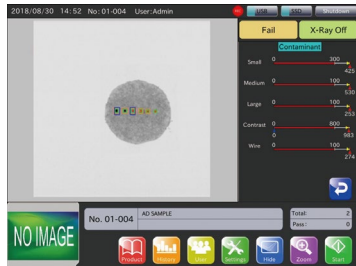 2018/08/30 14:52 No: 01-004 User:Admin USB SSD Shutdown
Fail X-Ray Off
Contaminant
Small 0 300
425
Medium 0 100
530
Large 0 100
253
Contrast 0 800
0 983
Wire 0 100
274
NO IMAGE
No. 01-004 AD SAMPLE
Total: 2
Pass: 0
Product History User Settings Hide Zoom Start